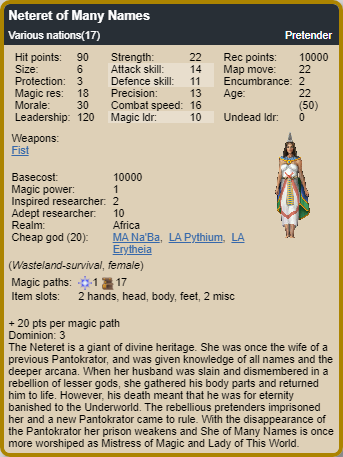 Neteret of Many Names
Various nations(17) Pretender
Hit points: 90 Strength: 22 Rec points: 10000
Size: 6 Attack skill: 14 Map move: 22
Protection: 3 Defence skill: 11 Encumbrance: 2
Magic res: 18 Precision: 13 Age: 22
Morale: 30 Combat speed: 16 (50)
Leadership: 120 Magic ldr: 10 Undead ldr: 0
Weapons:
Fist
Basecost: 10000
Magic power: 1
Inspired researcher: 2
Adept researcher: 10
Realm: Africa
Cheap god (20): MA Na'Ba, LA Pythium, LA
Erytheia
(Wasteland-survival, female)
Magic paths: 1 17
Item slots: 2 hands, head, body, feet, 2 misc
+ 20 pts per magic path
Dominion: 3
The Neteret is a giant of divine heritage. She was once the wife of a
previous Pantokrator, and was given knowledge of all names and the
deeper arcana. When her husband was slain and dismembered in a
rebellion of lesser gods, she gathered his body parts and returned
him to life. However, his death meant that he was for eternity
banished to the Underworld. The rebellious pretenders imprisoned
her and a new Pantokrator came to rule. With the disappearance of
the Pantokrator her prison weakens and She of Many Names is once
more worshiped as Mistress of Magic and Lady of This World.